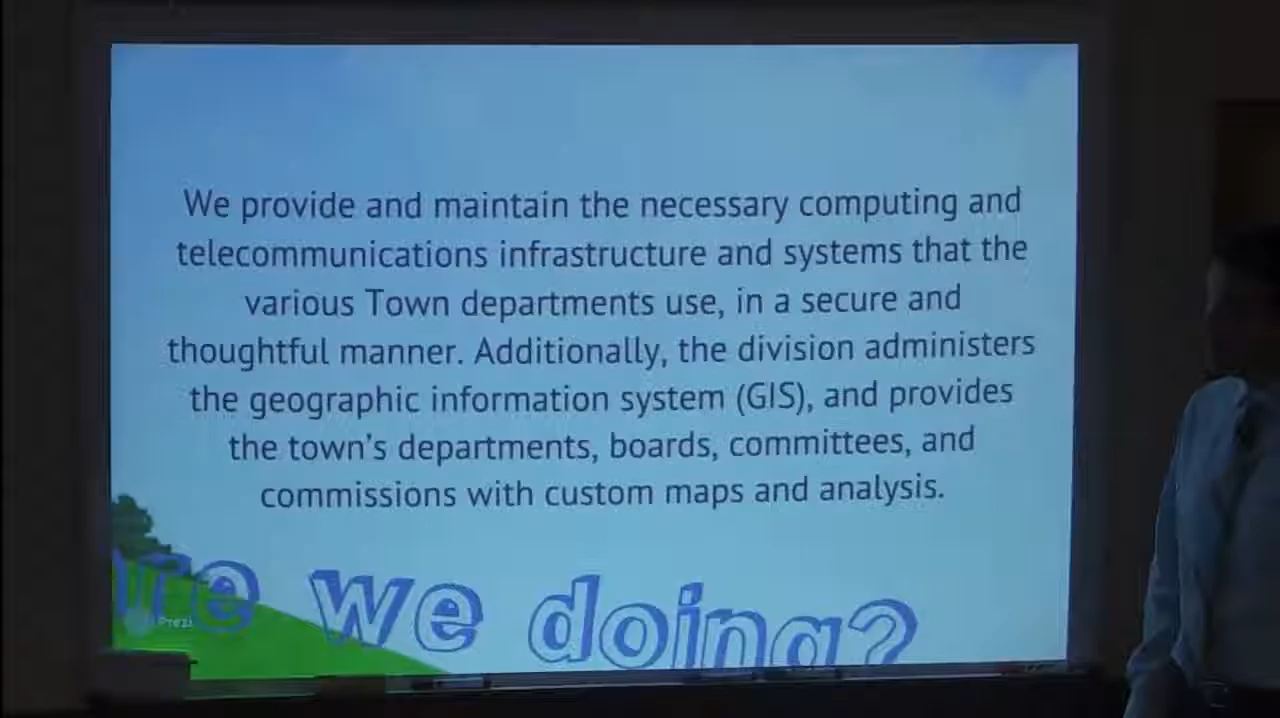 We provide and maintain the necessary computing and
telecommunications infrastructure and systems that the
various Town departments use, in a secure and
thoughtful manner. Additionally, the division administers
the geographic information system (GIS), and provides
the town's departments, boards, committees, and
commissions with custom maps and analysis.
are we doing?
Prezi